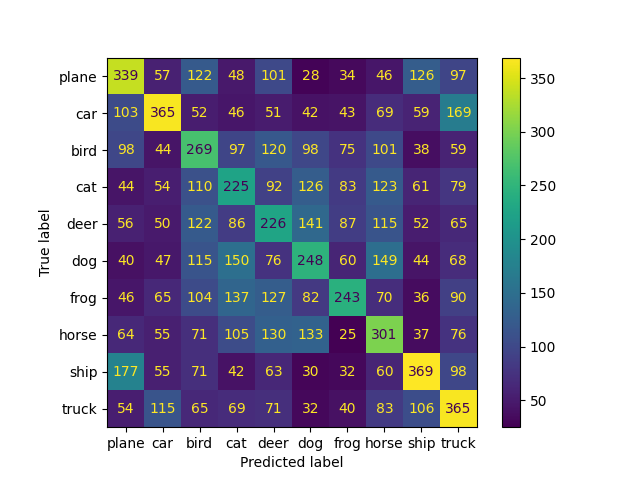 plane 339 57 122 48 101 28 34 46 126 97
car 103 365 52 46 51 42 43 69 59 169
bird 98 44 269 97 120 98 75 101 38 59
cat 44 54 110 225 92 126 83 123 61 79
deer 56 50 122 86 226 141 87 115 52 65
dog 40 47 115 150 76 248 60 149 44 68
frog 46 65 104 137 127 82 243 70 36 90
horse 64 55 71 105 130 133 25 301 37 76
ship 177 55 71 42 63 30 32 60 369 98
truck 54 115 65 69 71 32 40 83 106 365
plane car bird cat deer dog frog horse ship truck
Predicted label
True label
350
300
250
200
150
100
50